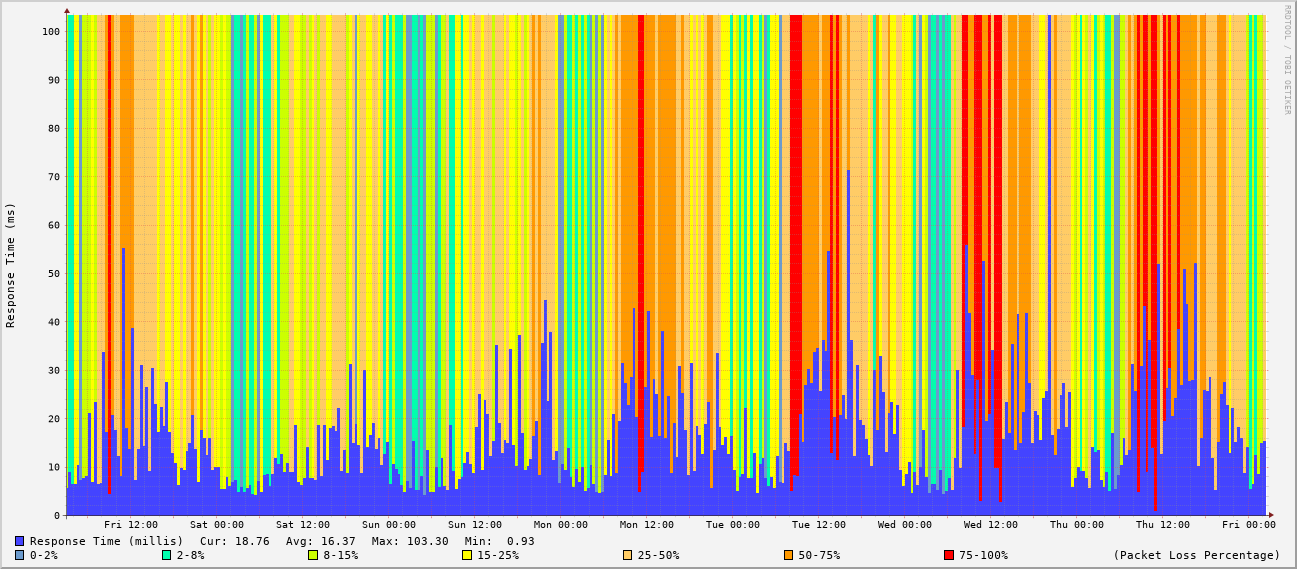 RRDTOOL / TOBI OETIKER
Response Time (ms)
100
90
80
70
60
50
40
30
20
10
0
Fri 12:00 Sat 00:00 Sat 12:00 Sun 00:00 Sun 12:00 Mon 00:00 Mon 12:00 Tue 00:00 Tue 12:00 Wed 00:00 Wed 12:00 Thu 00:00 Thu 12:00 Fri 00:00
Response Time (millis) Cur: 18.76 Avg: 16.37 Max: 103.30 Min: 0.93
0-2% 2-8% 8-15% 15-25% 25-50% 50-75% 75-100% (Packet Loss Percentage)